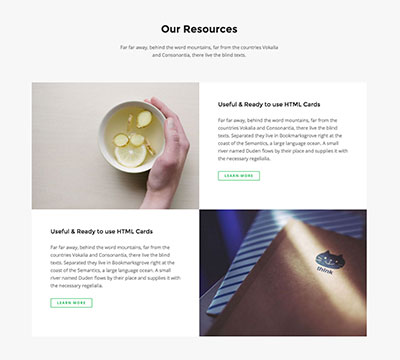 Our Resources
Far far away, behind the word mountains, far from the countries Vokalia
and Consonantia, there live the blind texts.
Useful & Ready to use HTML Cards
Far far away, behind the word mountains, far from the
countries Vokalia and Consonantia, there live the blind
texts. Separated they live in Bookmarksgrove right at the
coast of the Semantics, a large language ocean. A small
river named Duden flows by their place and supplies it with
the necessary regelialia.
LEARN MORE
Useful & Ready to use HTML Cards
Far far away, behind the word mountains, far from the
countries Vokalia and Consonantia, there live the blind
texts. Separated they live in Bookmarksgrove right at the
coast of the Semantics, a large language ocean. A small
river named Duden flows by their place and supplies it with
the necessary regelialia.
LEARN MORE
think